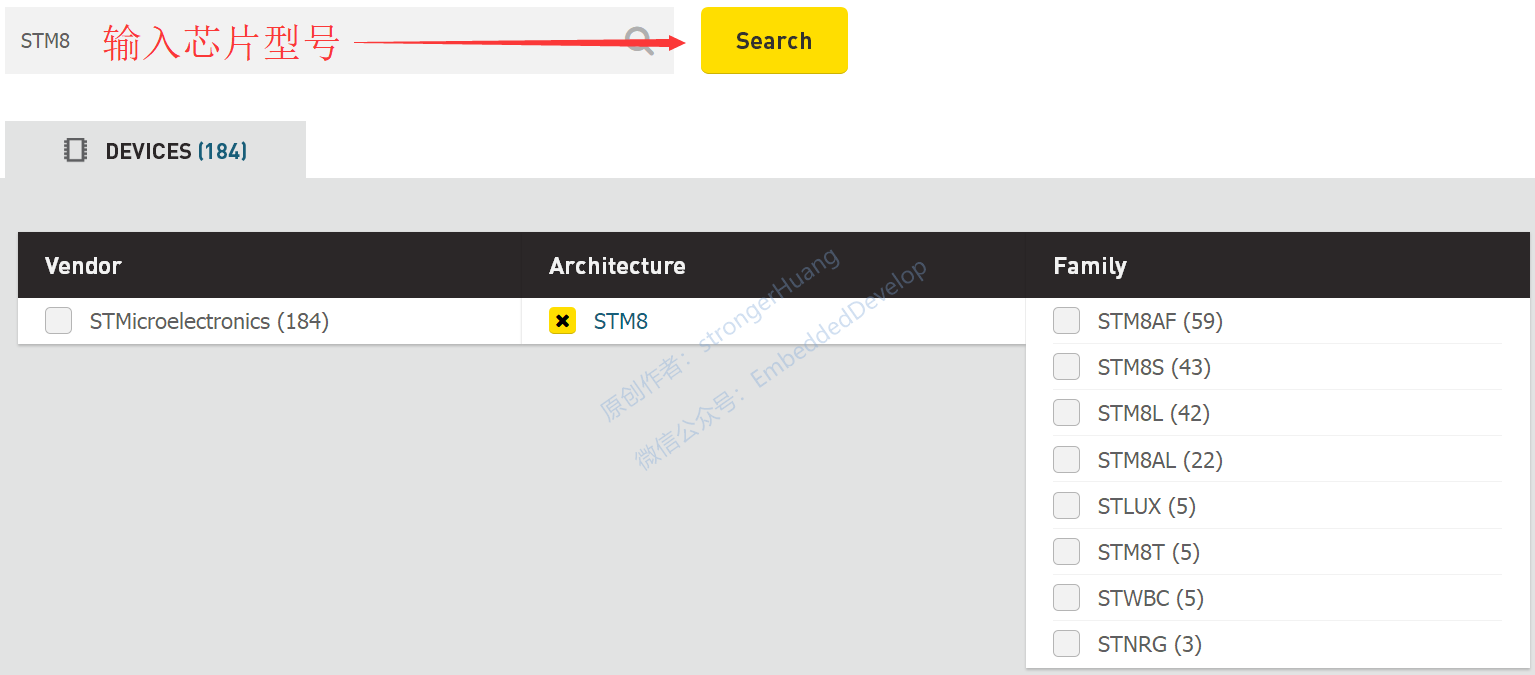 STM8 输入芯片型号 Search
DEVICES (184)
Vendor Architecture Family
STMicroelectronics (184) STM8 STM8AF (59)
STM8S (43)
STM8L (42)
STM8AL (22)
STLUX (5)
STM8T (5)
STWBC (5)
STNRG (3)
原创作者：strongerHuang
微信公众号：EmbeddedDevelop